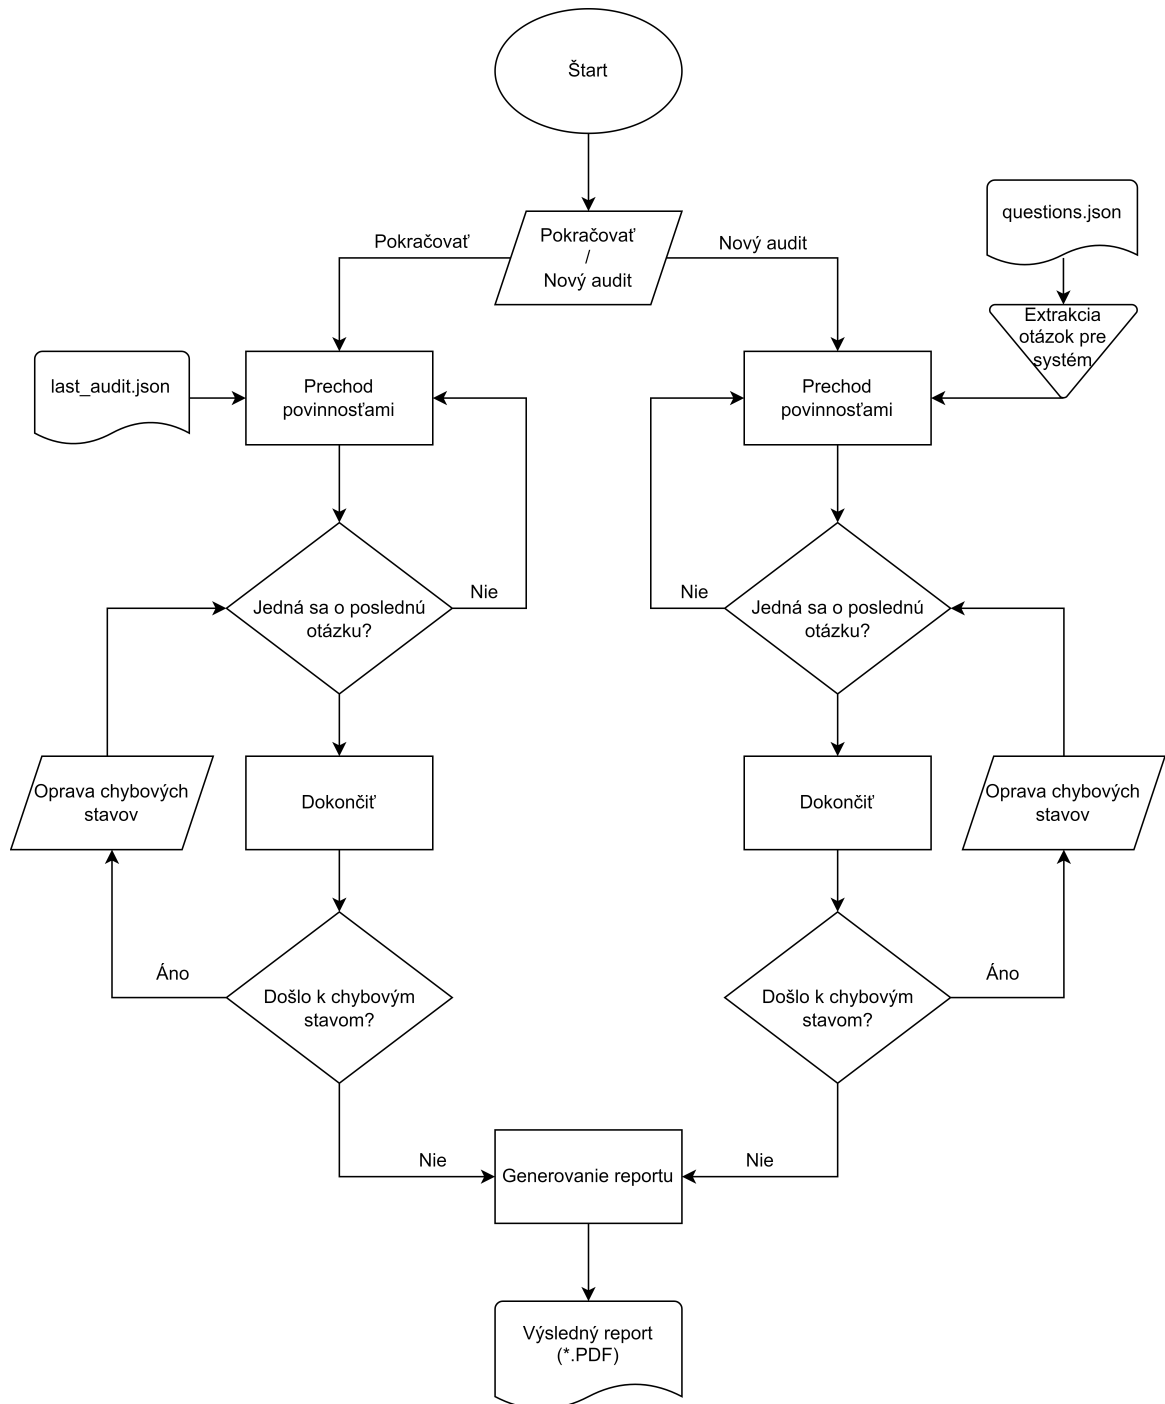 Štart
Pokračovať
/
Nový audit
Pokračovať
Nový audit
questions.json
Extrakcia
otázok pre
systém
last_audit.json
Prechod
povinnosťami
Prechod
povinnosťami
Jedná sa o poslednú
otázku?
Nie
Nie
Jedná sa o poslednú
otázku?
Oprava chybových
stavov
Dokončiť
Dokončiť
Oprava chybových
stavov
Áno
Došlo k chybovým
stavom?
Došlo k chybovým
stavom?
Áno
Nie
Generovanie reportu
Nie
Výsledný report
(*.PDF)